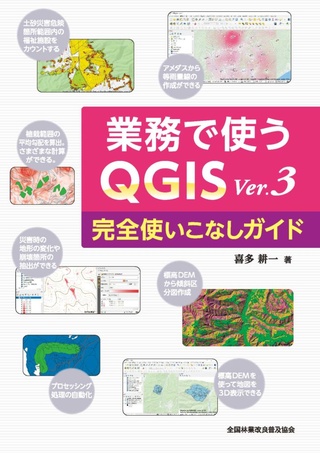 土砂災害危険
箇所範囲内の
福祉施設を
カウントする
アメダスから
等雨量線の
作成ができる
業務で使う
QGIS Ver.3
完全使いこなしガイド
植栽範囲の
平均勾配を算出。
さまざまな計算
ができる。
喜多 耕一 著
災害時の
地形の変化や
崩壊箇所の
抽出ができる
標高DEM
から傾斜区
分図作成
プロセッシング
処理の自動化
標高DEMを
使って地図を
3D表示できる
全国林業改良普及協会